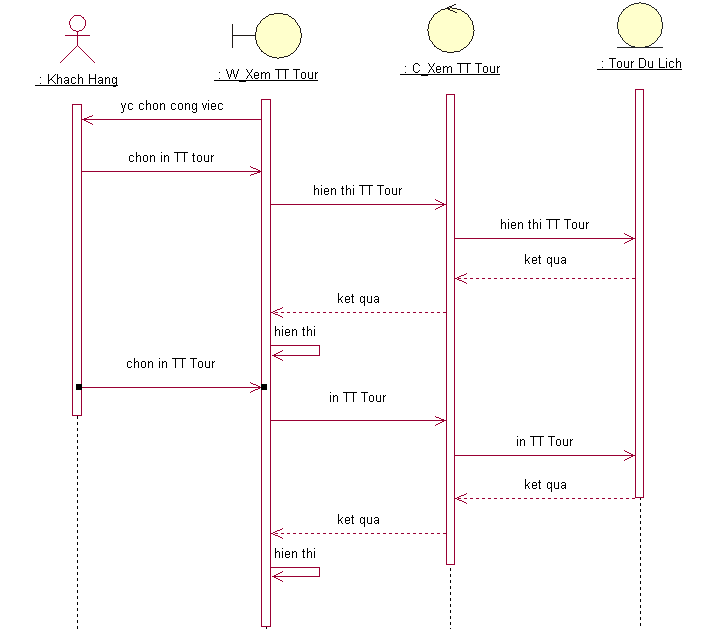 : Khach Hang
: W_Xem TT Tour
: C_Xem TT Tour
: Tour Du Lich
yc chon cong viec
chon in TT tour
hien thi TT Tour
hien thi TT Tour
ket qua
ket qua
hien thi
chon in TT Tour
in TT Tour
in TT Tour
ket qua
ket qua
hien thi